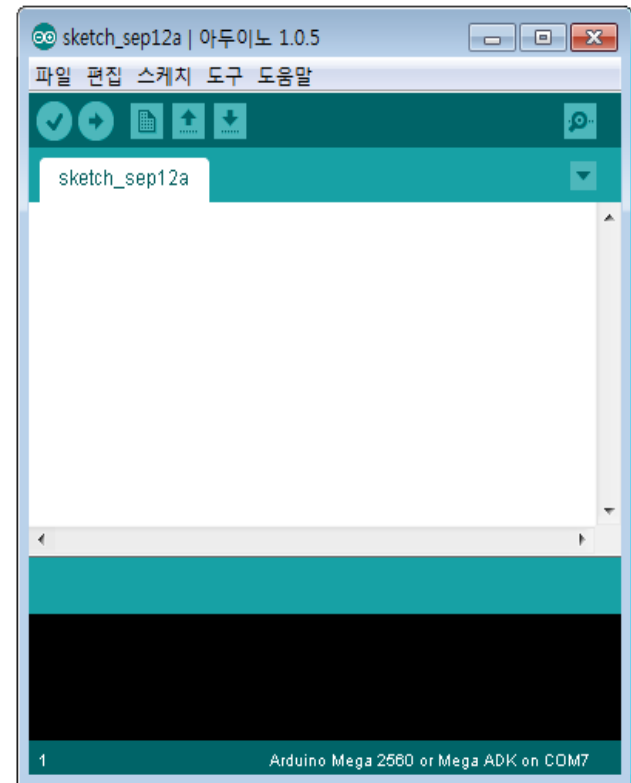 sketch_sep12a | 아두이노 1.0.5
파일 편집 스케치 도구 도움말
sketch_sep12a
1 Arduino Mega 2560 or Mega ADK on COM7